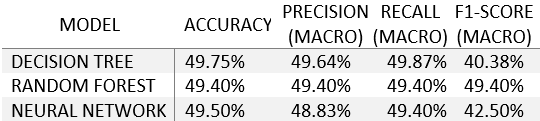 MODEL ACCURACY PRECISION (MACRO) RECALL (MACRO) F1-SCORE (MACRO)
DECISION TREE 49.75% 49.64% 49.87% 40.38%
RANDOM FOREST 49.40% 49.40% 49.40% 49.40%
NEURAL NETWORK 49.50% 48.83% 49.40% 42.50%